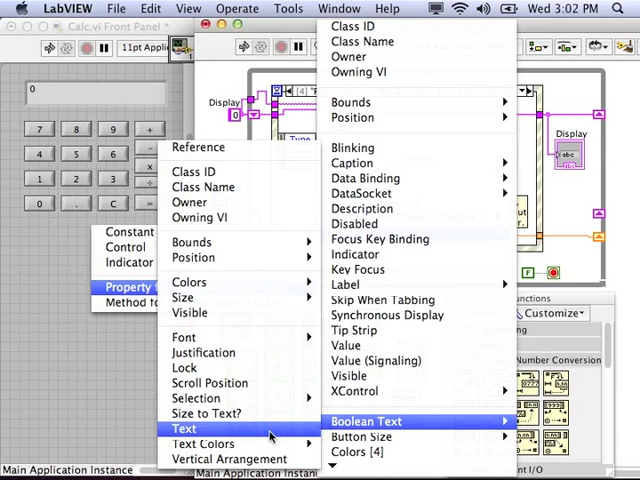 LabVIEW File Edit View Operate Tools Window Help Wed 3:02 PM
Calc.vi Front Panel *
11pt Applic
0
7 8 9 +
4 5 6
1 2 3
0 . C
Constant
Control
Indicator
Property
Method to
Main Application Instance
Reference
Class ID
Class Name
Owner
Owning VI
Bounds
Position
Colors
Size
Visible
Font
Justification
Lock
Scroll Position
Selection
Size to Text?
Text
Text Colors
Vertical Arrangement
Class ID
Class Name
Owner
Owning VI
Bounds
Position
Blinking
Caption
Data Binding
DataSocket
Description
Disabled
Focus Key Binding
Indicator
Key Focus
Label
Skip When Tabbing
Synchronous Display
Tip Strip
Value
Value (Signaling)
Visible
XControl
Boolean Text
Button Size
Colors [4]
Display
0
[4]
Display
abc
F
Customize
Number Conversion
Main Application Instance